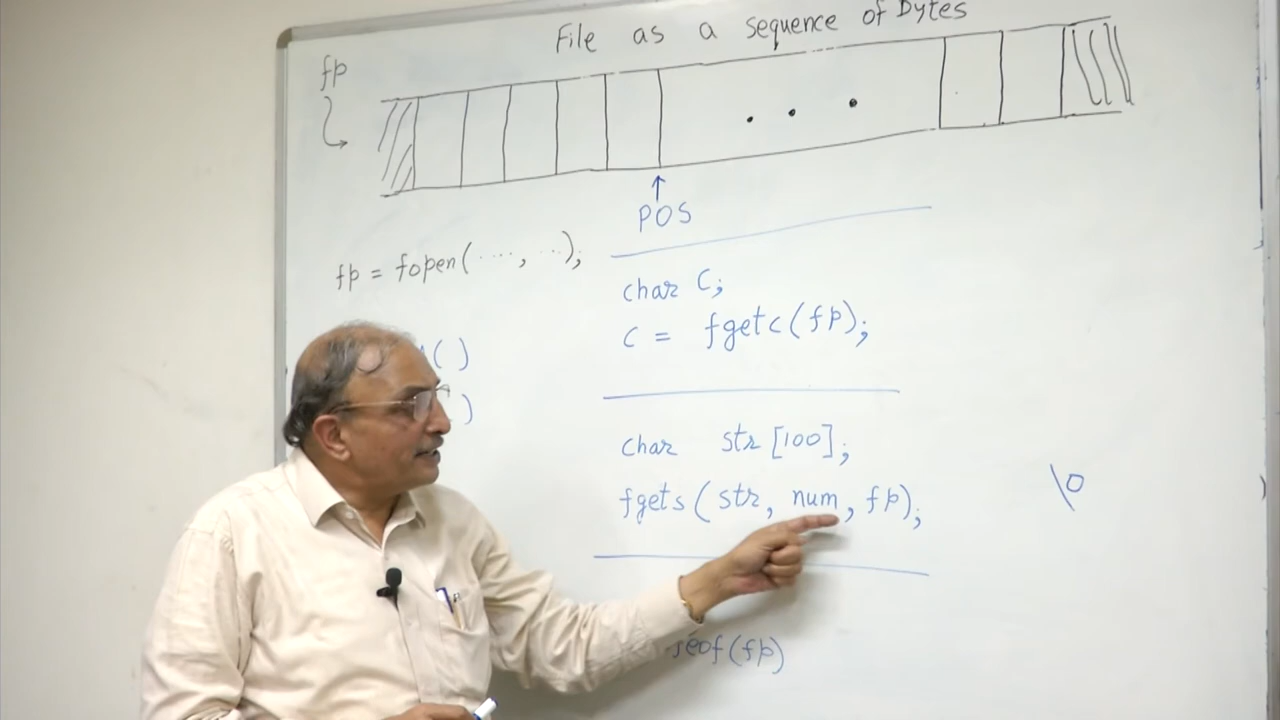 File as a sequence of Bytes
fp
POS
fp = fopen(····, ··);
char C;
C = fgetc(fp);
( )
)
char str[100];
fgets(str, num, fp);
\0
feof(fp)